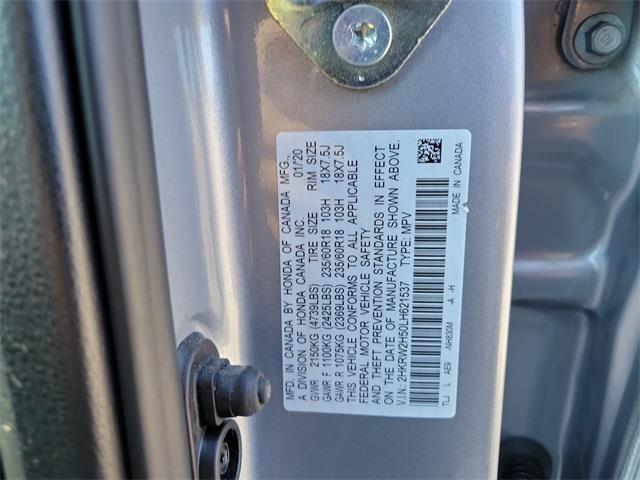 MFD. IN CANADA BY HONDA OF CANADA MFG.,
A DIVISION OF HONDA CANADA INC. 01/20
GVWR 2150KG (4739LBS) TIRE SIZE RIM SIZE
GAWR F 1100KG (2425LBS) 235/60R18 103H 18X7.5J
GAWR R 1075KG (2369LBS) 235/60R18 103H 18X7.5J
THIS VEHICLE CONFORMS TO ALL APPLICABLE
FEDERAL MOTOR VEHICLE SAFETY
AND THEFT PREVENTION STANDARDS IN EFFECT
ON THE DATE OF MANUFACTURE SHOWN ABOVE.
V.I.N: 2HKRW2H50LH621537 TYPE: MPV
TLJ L AE9 -NH830M -A -H MADE IN CANADA